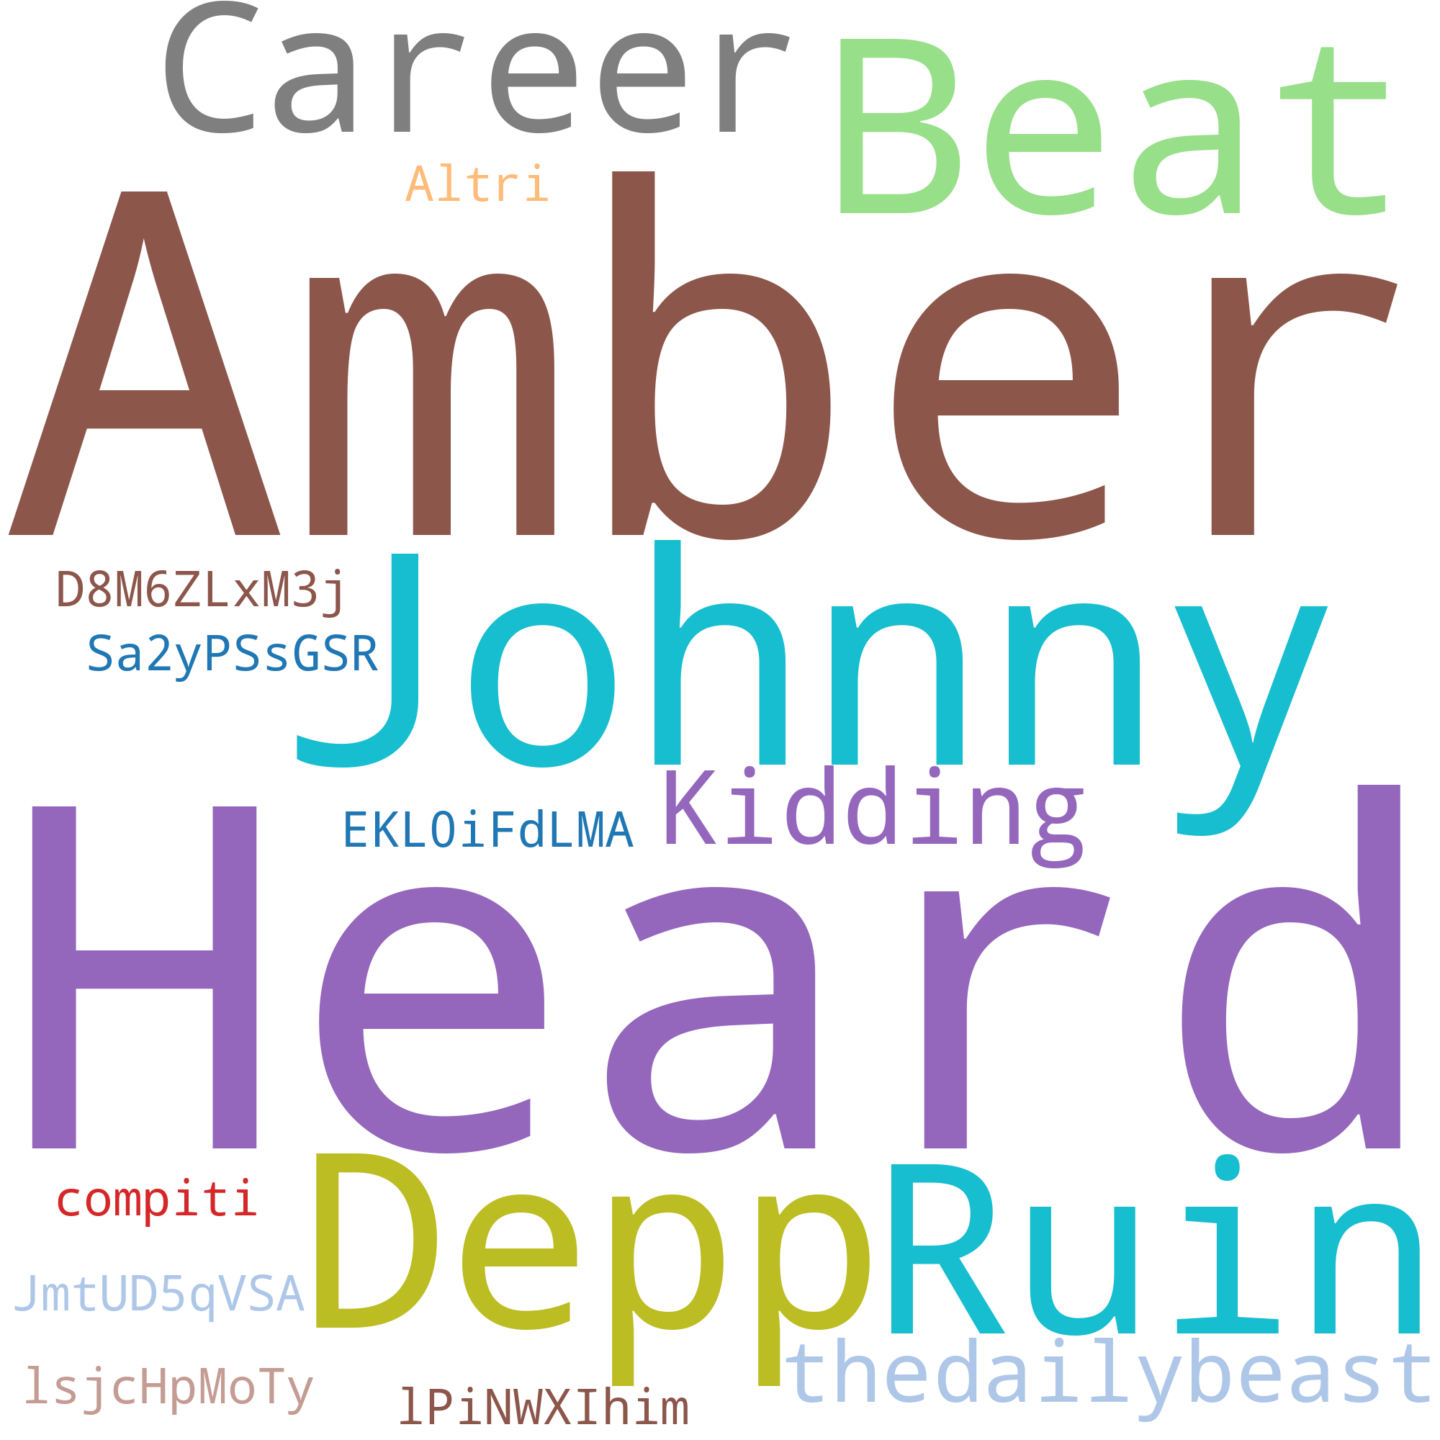 Career
Beat
Altri
Amber
D8M6ZLxM3j
Johnny
Sa2yPSsGSR
Kidding
EKL0iFdLMA
Heard
Depp
Ruin
compiti
JmtUD5qVSA
thedailybeast
lsjcHpMoTy
lPiNWXIhim